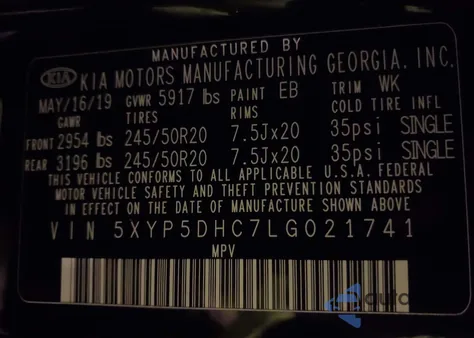 MANUFACTURED BY
KIA KIA MOTORS MANUFACTURING GEORGIA, INC.
MAY/16/19 GVWR 5917 lbs PAINT EB TRIM WK
GAWR TIRES RIMS COLD TIRE INFL
FRONT 2954 lbs 245/50R20 7.5Jx20 35psi SINGLE
REAR 3196 lbs 245/50R20 7.5Jx20 35psi SINGLE
THIS VEHICLE CONFORMS TO ALL APPLICABLE U.S.A. FEDERAL
MOTOR VEHICLE SAFETY AND THEFT PREVENTION STANDARDS
IN EFFECT ON THE DATE OF MANUFACTURE SHOWN ABOVE
VIN 5XYP5DHC7LG021741
MPV